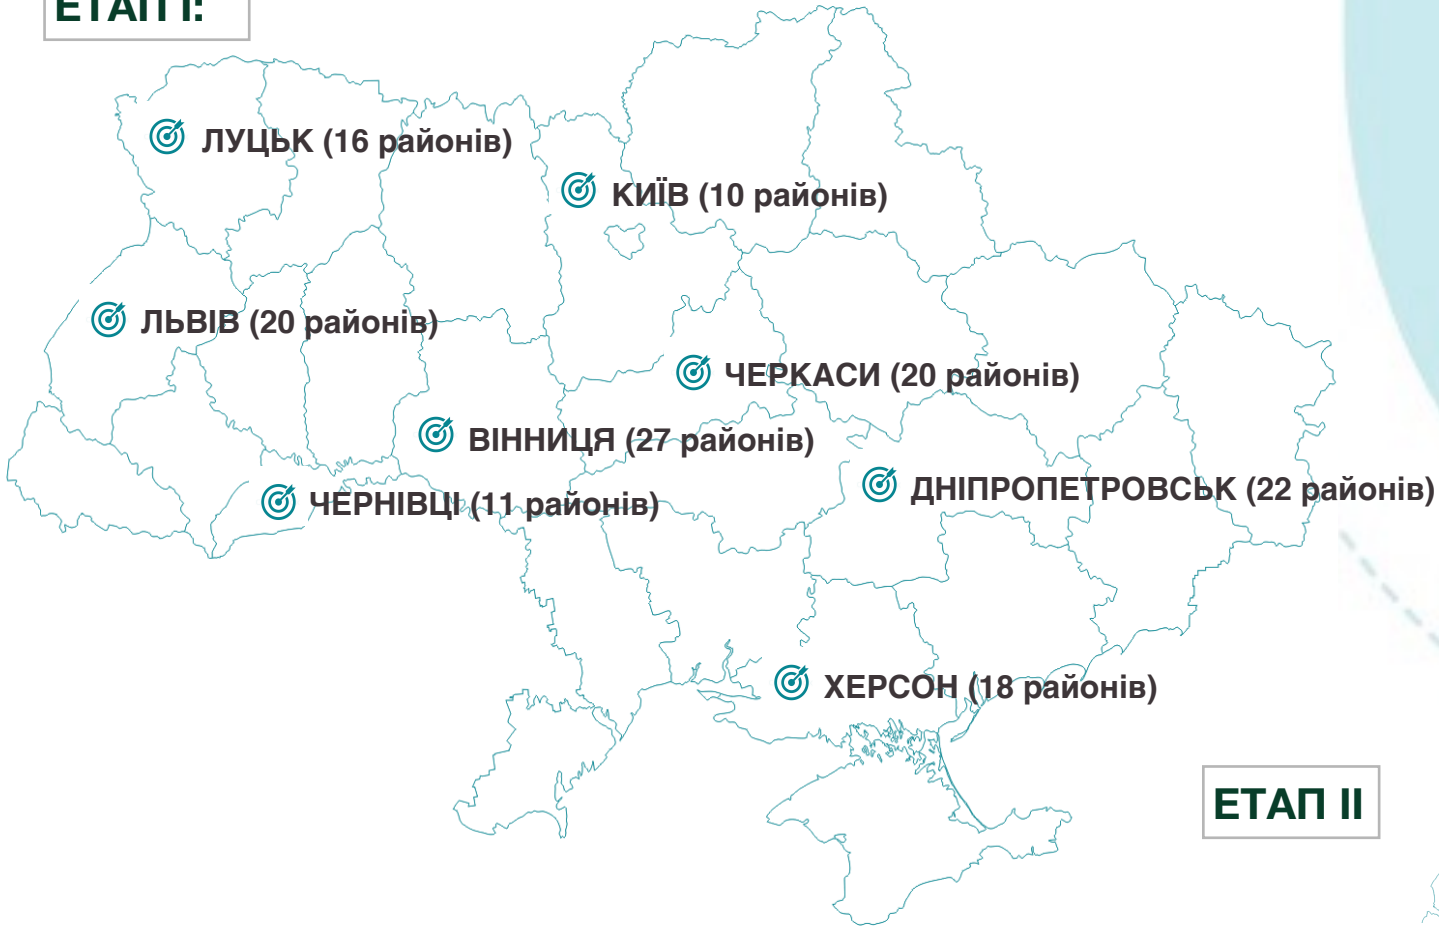 ЕТАП I:
ЛУЦЬК (16 районів)
КИЇВ (10 районів)
ЛЬВІВ (20 районів)
ЧЕРКАСИ (20 районів)
ВІННИЦЯ (27 районів)
ДНІПРОПЕТРОВСЬК (22 районів)
ЧЕРНІВЦІ (11 районів)
ХЕРСОН (18 районів)
ЕТАП II